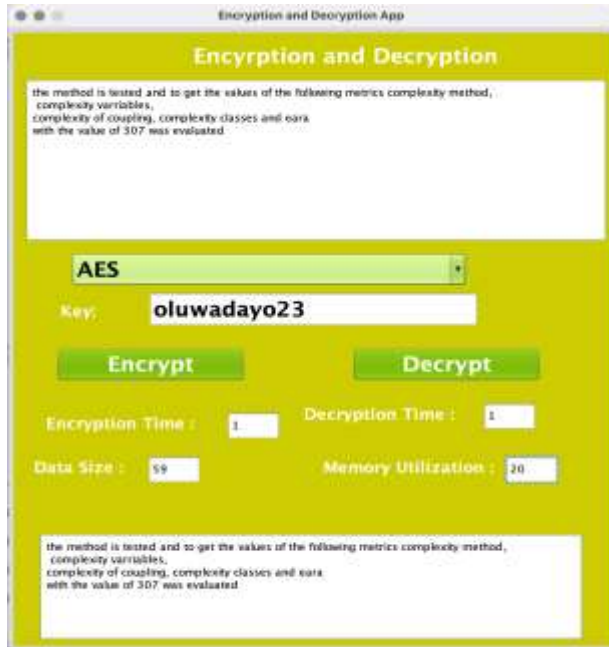 Encryption and Decryption App
Encyrption and Decryption
the method is tested and to get the values of the following metrics complexity method,
complexity varriables,
complexity of coupling, complexity classes and oara
with the value of 307 was evaluated
AES
Key:
oluwadayo23
Encrypt
Decrypt
Encryption Time :
1
Decryption Time :
1
Data Size :
59
Memory Utilization :
20
the method is tested and to get the values of the following metrics complexity method,
complexity varriables,
complexity of coupling, complexity classes and oara
with the value of 307 was evaluated